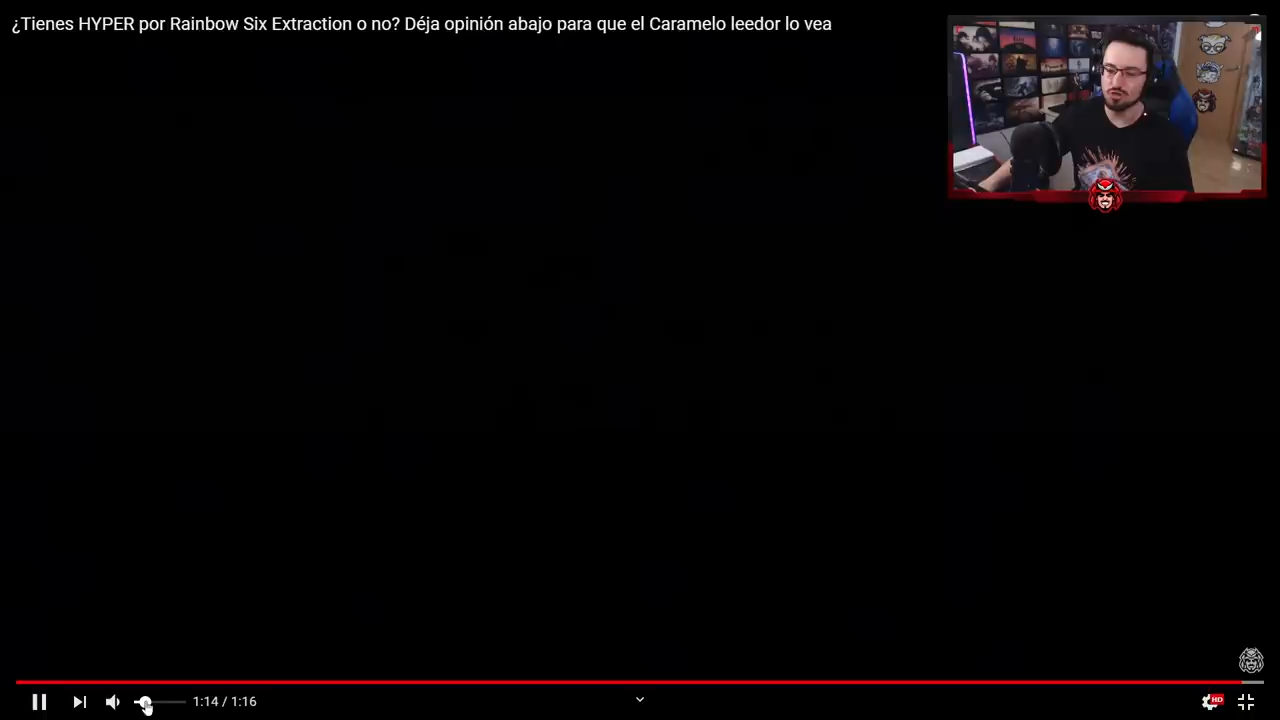 ¿Tienes HYPER por Rainbow Six Extraction o no? Déja opinión abajo para que el Caramelo leedor lo vea
1:14 / 1:16
HD